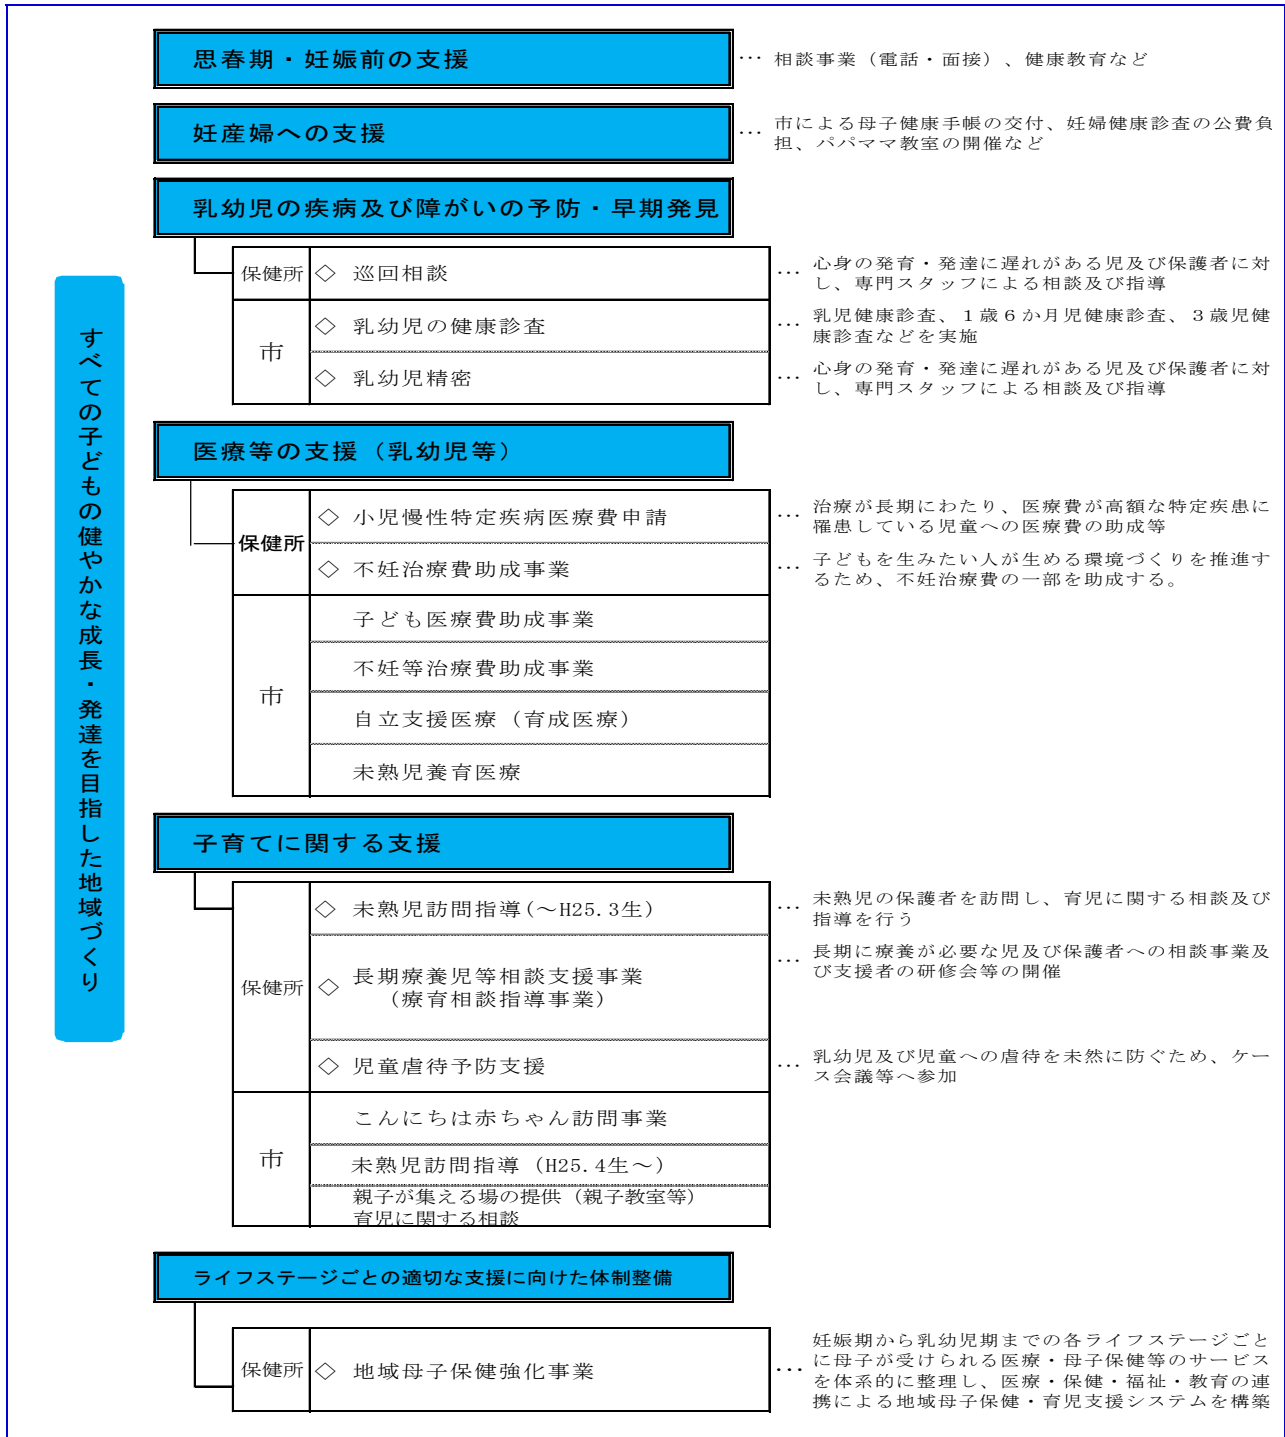 すべての子どもの健やかな成長・発達を目指した地域づくり
思春期・妊娠前の支援
… 相談事業（電話・面接）、健康教育など
妊産婦への支援
… 市による母子健康手帳の交付、妊婦健康診査の公費負
担、パパママ教室の開催など
乳幼児の疾病及び障がいの予防・早期発見
保健所
◇ 巡回相談
… 心身の発育・発達に遅れがある児及び保護者に対
し、専門スタッフによる相談及び指導
市
◇ 乳幼児の健康診査
… 乳児健康診査、１歳６か月児健康診査、３歳児健
康診査などを実施
◇ 乳幼児精密
… 心身の発育・発達に遅れがある児及び保護者に対
し、専門スタッフによる相談及び指導
医療等の支援（乳幼児等）
保健所
◇ 小児慢性特定疾病医療費申請
… 治療が長期にわたり、医療費が高額な特定疾患に
罹患している児童への医療費の助成等
◇ 不妊治療費助成事業
… 子どもを生みたい人が生める環境づくりを推進す
るため、不妊治療費の一部を助成する。
市
子ども医療費助成事業
不妊等治療費助成事業
自立支援医療（育成医療）
未熟児養育医療
子育てに関する支援
保健所
◇ 未熟児訪問指導(～H25.3生)
… 未熟児の保護者を訪問し、育児に関する相談及び
指導を行う
◇ 長期療養児等相談支援事業
（療育相談指導事業）
… 長期に療養が必要な児及び保護者への相談事業及
び支援者の研修会等の開催
◇ 児童虐待予防支援
… 乳幼児及び児童への虐待を未然に防ぐため、ケー
ス会議等へ参加
市
こんにちは赤ちゃん訪問事業
未熟児訪問指導（H25.4生～）
親子が集える場の提供（親子教室等）
育児に関する相談
ライフステージごとの適切な支援に向けた体制整備
保健所
◇ 地域母子保健強化事業
… 妊娠期から乳幼児期までの各ライフステージごと
に母子が受けられる医療・母子保健等のサービス
を体系的に整理し、医療・保健・福祉・教育の連
携による地域母子保健・育児支援システムを構築